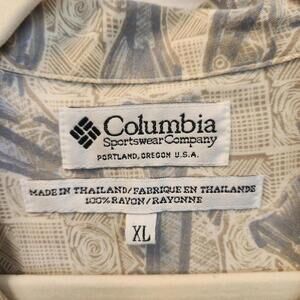 Columbia
Sportswear Company
PORTLAND, OREGON U.S.A.
MADE IN THAILAND/FABRIQUE EN THAILANDE
100% RAYON/RAYONNE
XL